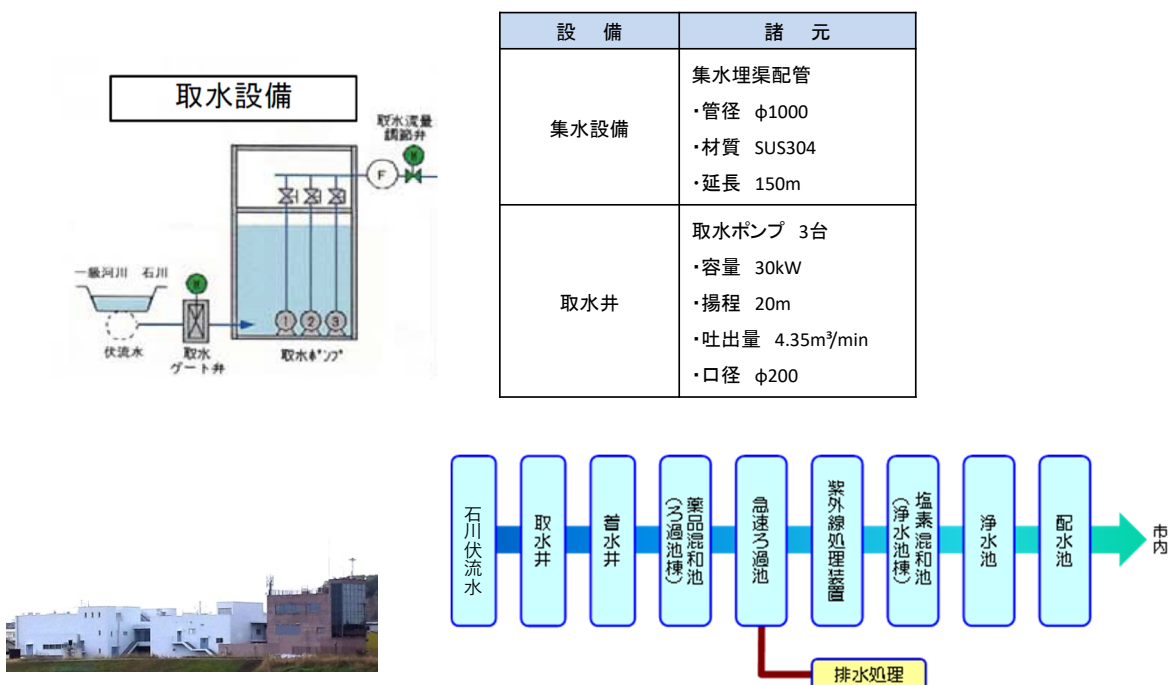 取水設備
取水流量
調節弁
M
F
一級河川 石川
M
伏流水
取水
ゲート弁
1 2 3
取水ポンプ
設 備
諸 元
集水設備
集水埋渠配管
・管径 φ1000
・材質 SUS304
・延長 150m
取水井
取水ポンプ 3台
・容量 30kW
・揚程 20m
・吐出量 4.35m³/min
・口径 φ200
石川伏流水
取水井
着水井
薬品混和池
(ろ過池棟)
急速ろ過池
紫外線処理装置
塩素混和池
(浄水池棟)
浄水池
配水池
市内
排水処理